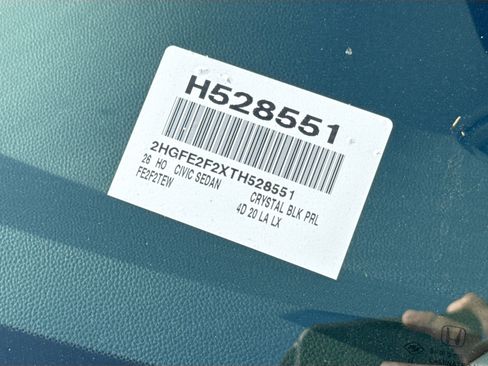 H528551
2HGFE2F2XTH528551
26 HO CIVIC SEDAN CRYSTAL BLK PRL
FE2F2TEW 4D 20 LA LX